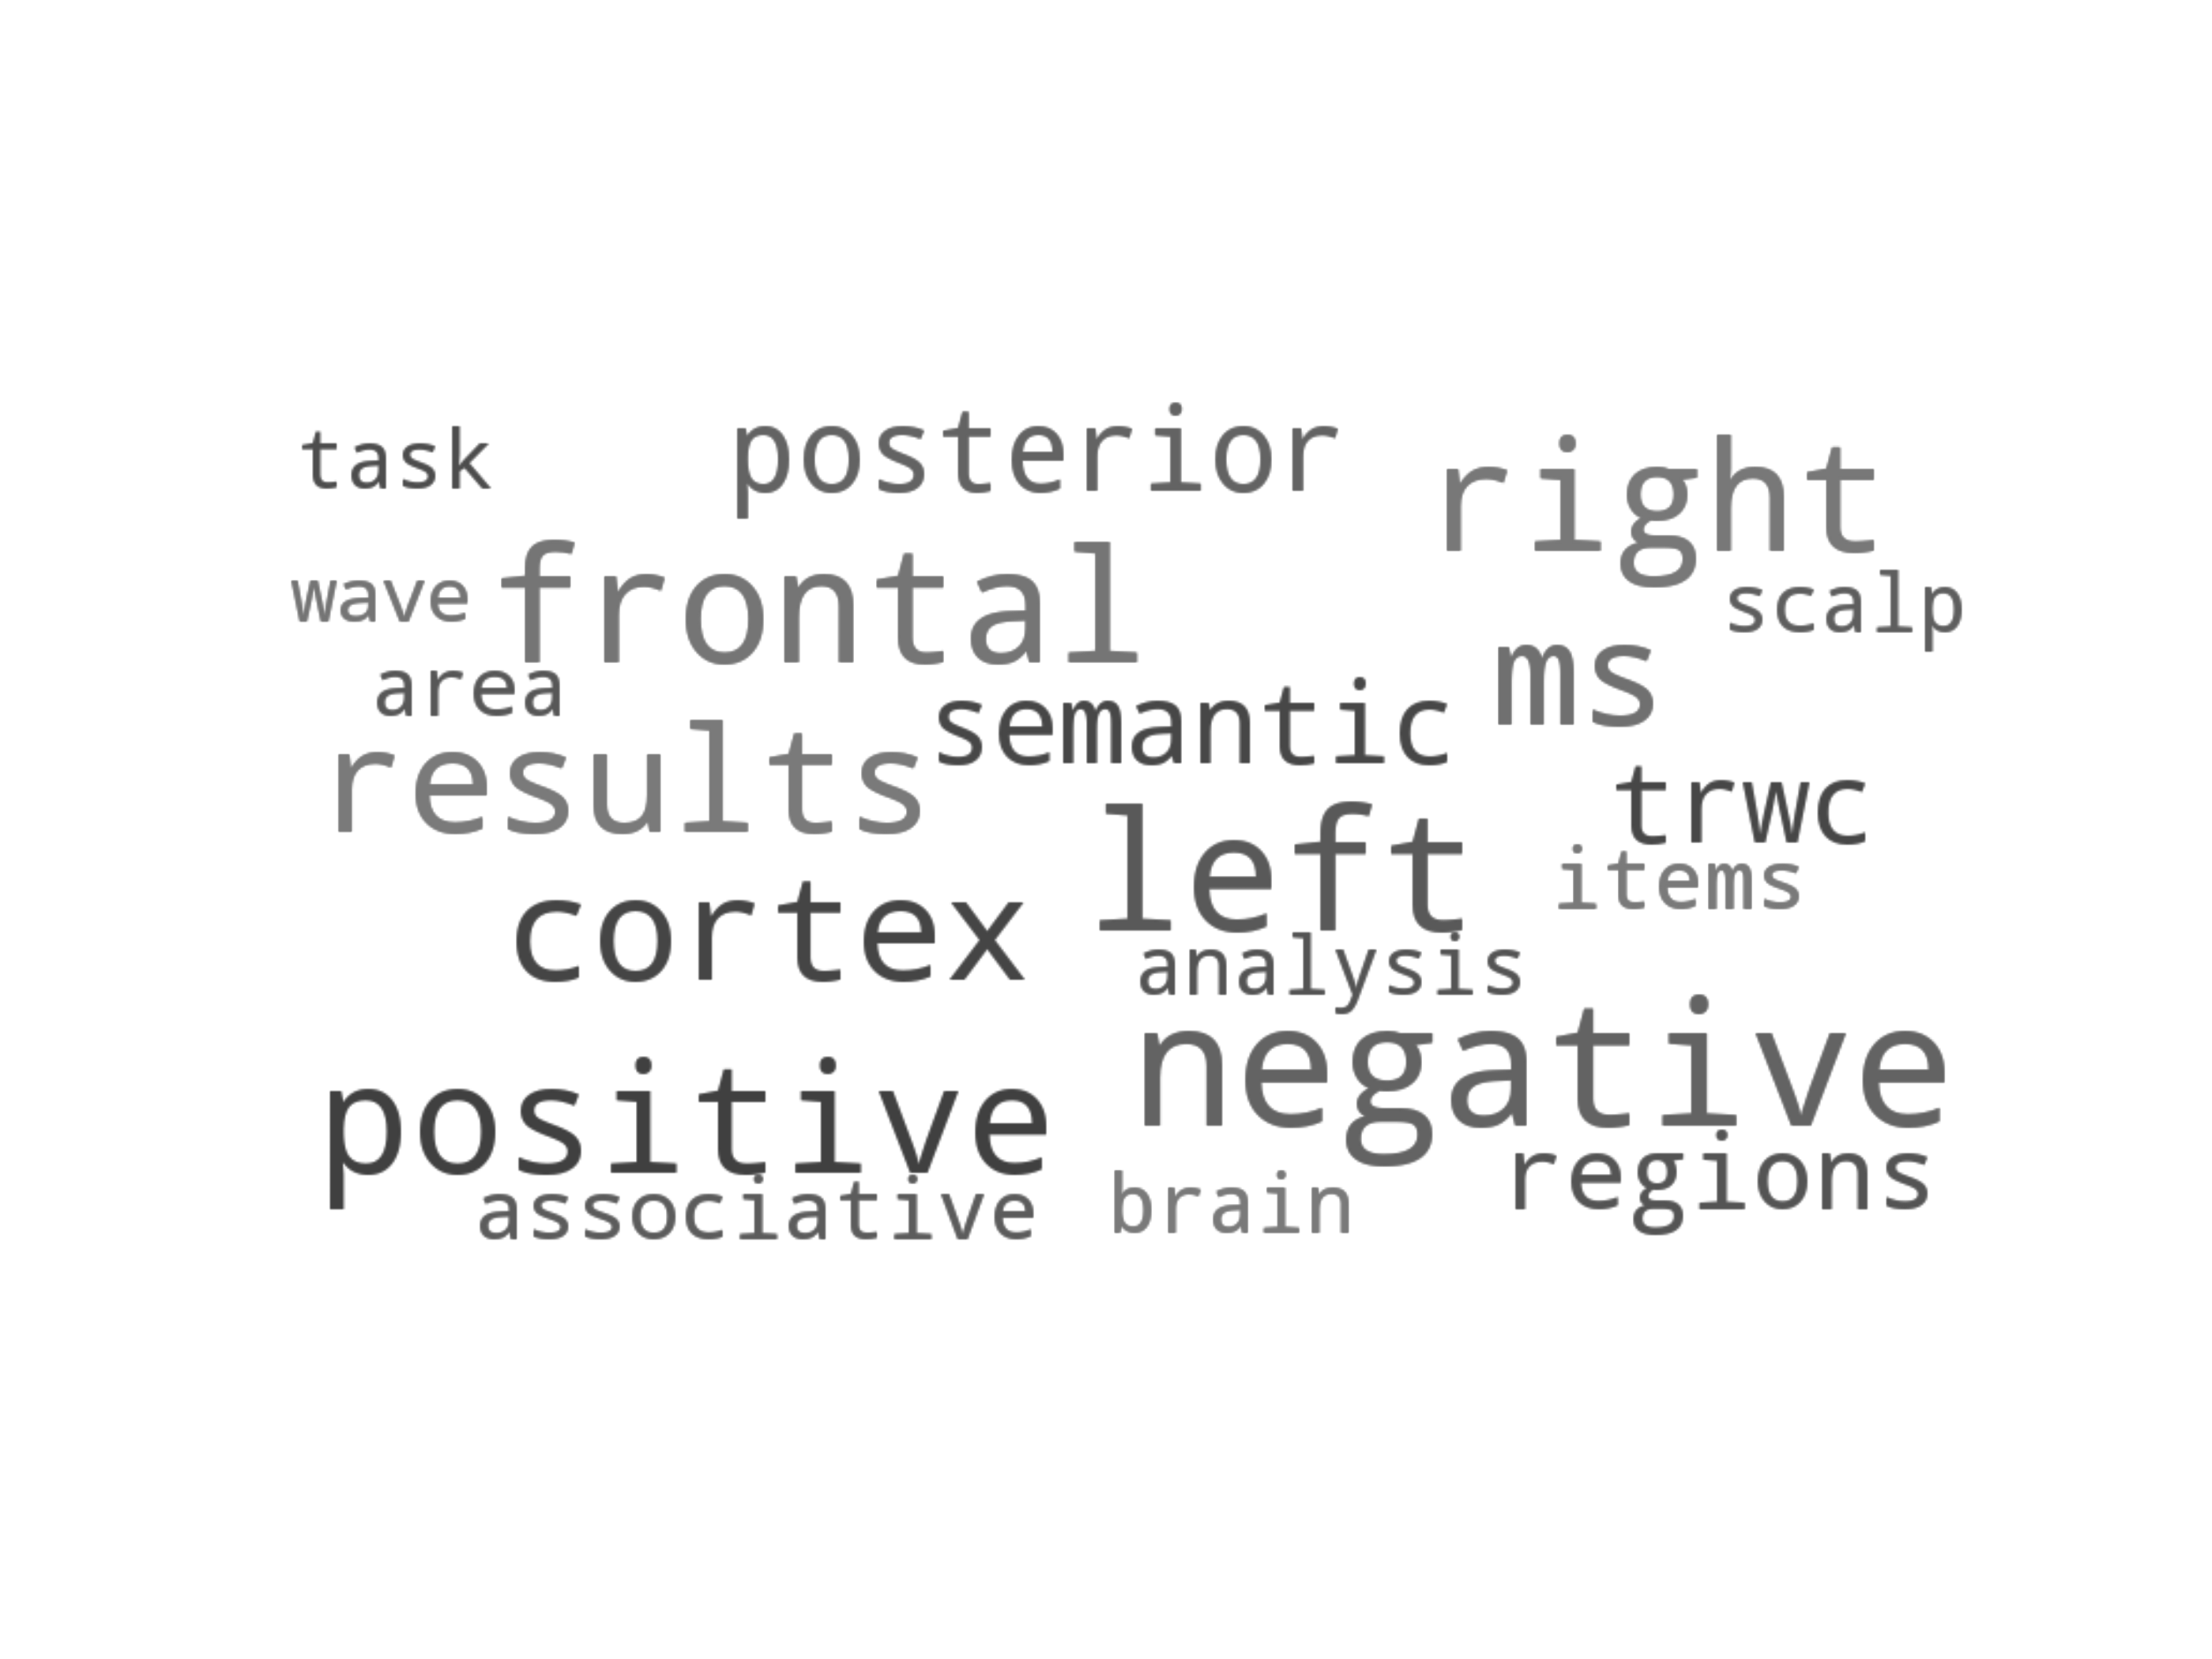 task posterior right
wave frontal scalp
area semantic ms
results trwc
left items
cortex analysis
negative
positive regions
associative brain